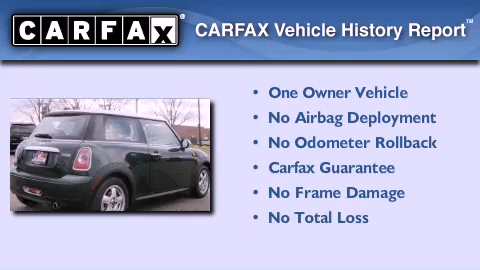 CARFAX® CARFAX Vehicle History Report™
• One Owner Vehicle
• No Airbag Deployment
• No Odometer Rollback
• Carfax Guarantee
• No Frame Damage
• No Total Loss